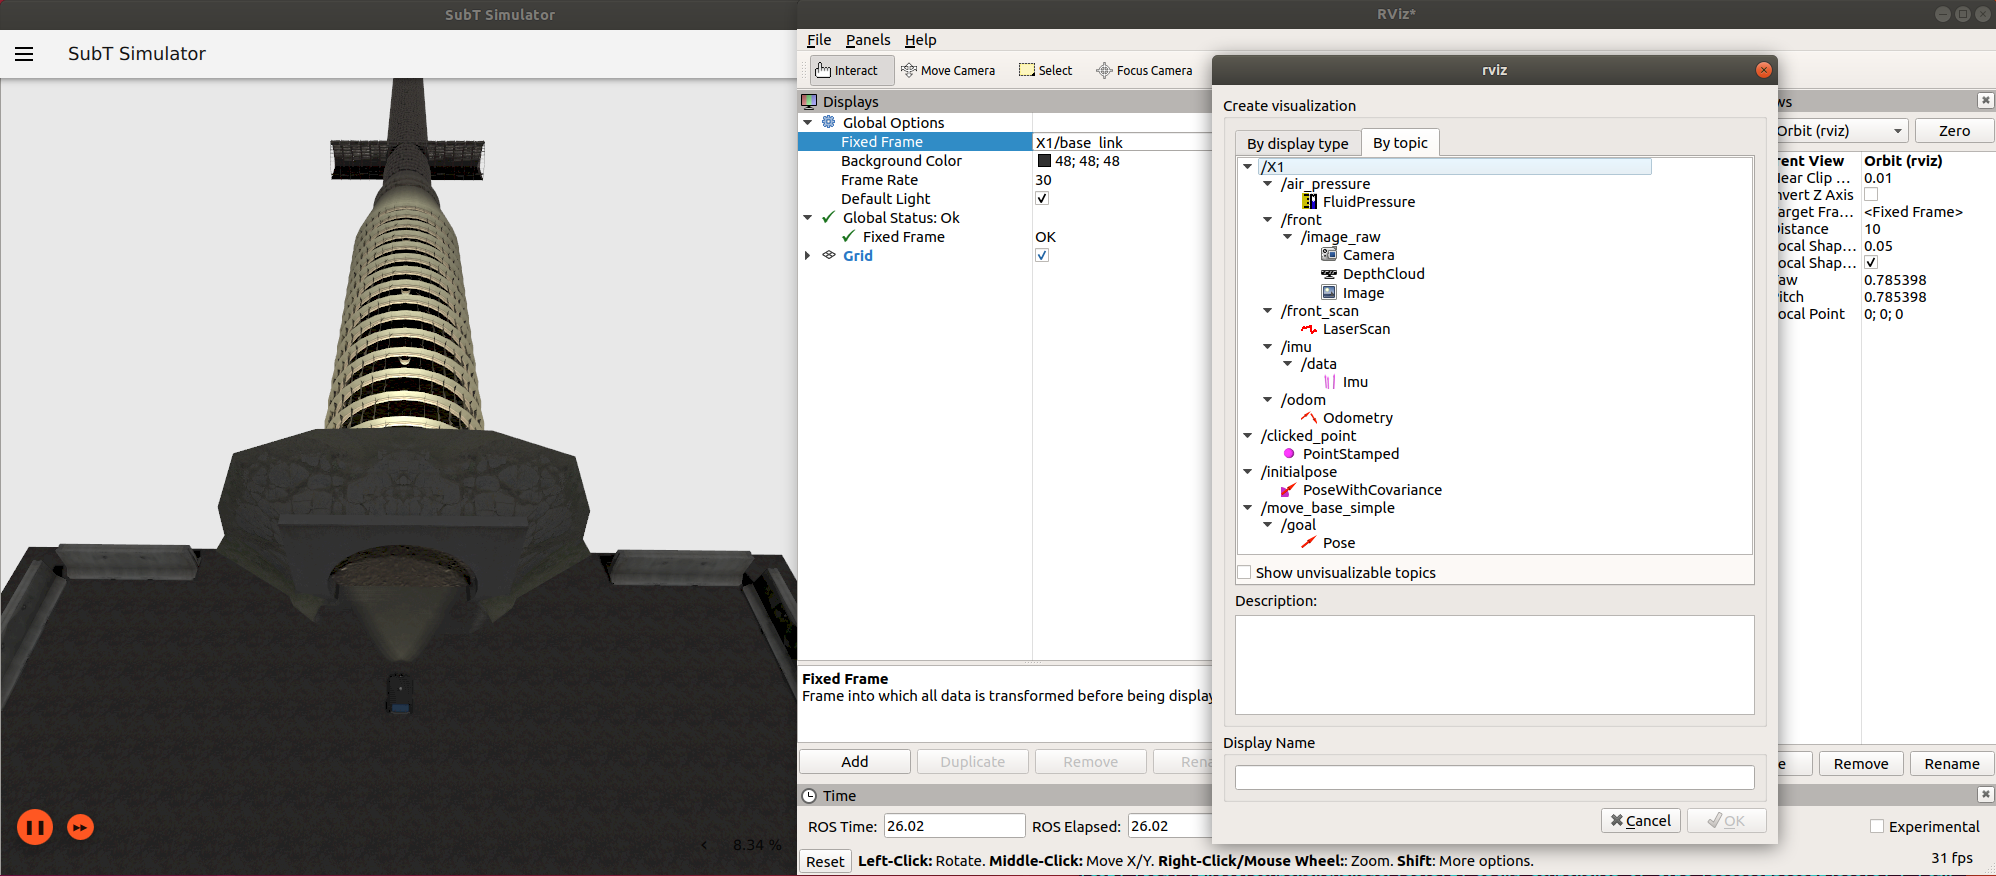 SubT Simulator
SubT Simulator
8.34 %
RViz*
File Panels Help
Interact Move Camera Select Focus Camera
Displays
Global Options
Fixed Frame X1/base_link
Background Color 48; 48; 48
Frame Rate 30
Default Light
Global Status: Ok
Fixed Frame OK
Grid
Fixed Frame
Frame into which all data is transformed before being display
Add Duplicate Remove Rena
Time
ROS Time: 26.02 ROS Elapsed: 26.02
Reset Left-Click: Rotate. Middle-Click: Move X/Y. Right-Click/Mouse Wheel:: Zoom. Shift: More options.
rviz
Create visualization
By display type By topic
/X1
/air_pressure
FluidPressure
/front
/image_raw
Camera
DepthCloud
Image
/front_scan
LaserScan
/imu
/data
Imu
/odom
Odometry
/clicked_point
PointStamped
/initialpose
PoseWithCovariance
/move_base_simple
/goal
Pose
Show unvisualizable topics
Description:
Display Name
Cancel OK
ws
Orbit (rviz) Zero
rent View Orbit (rviz)
lear Clip ... 0.01
nvert Z Axis
arget Fra... <Fixed Frame>
istance 10
ocal Shap... 0.05
ocal Shap...
aw 0.785398
itch 0.785398
ocal Point 0; 0; 0
e Remove Rename
Experimental
31 fps